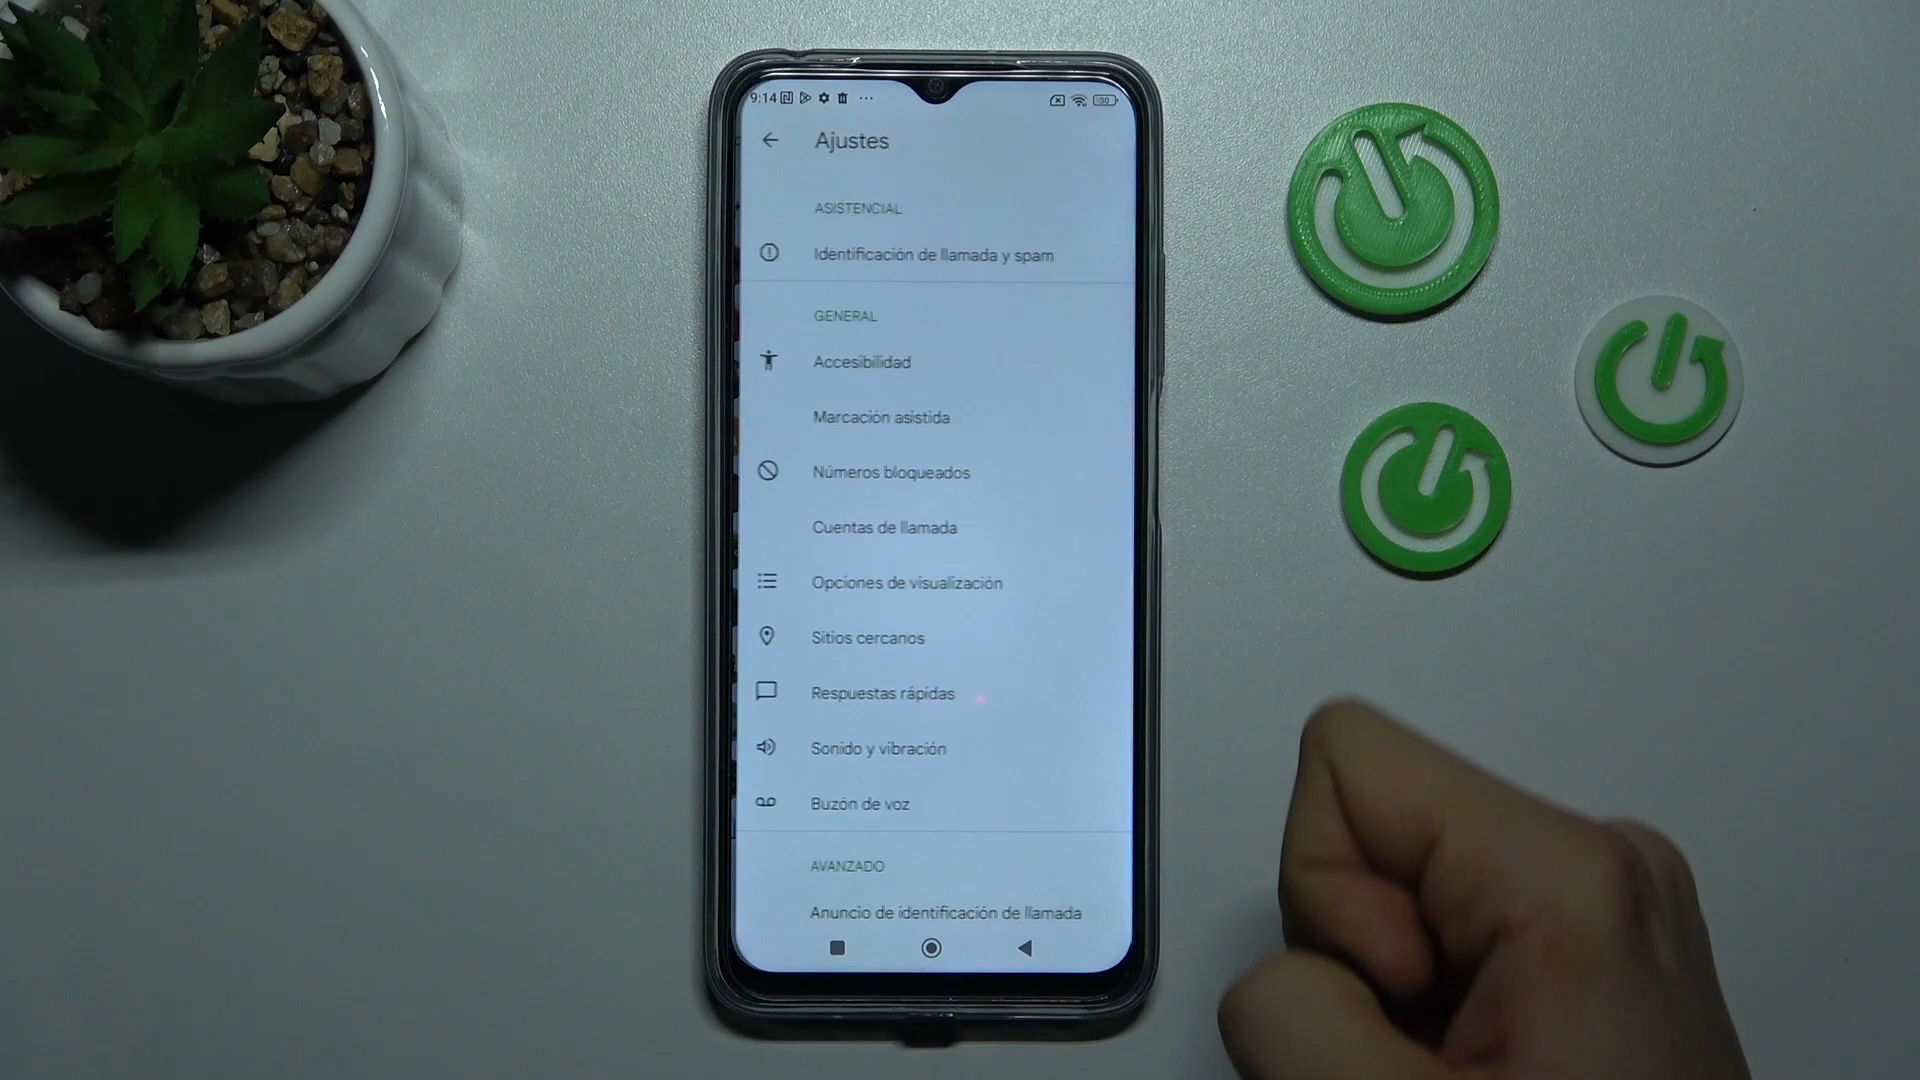 9:14
30
Ajustes
ASISTENCIAL
Identificación de llamada y spam
GENERAL
Accesibilidad
Marcación asistida
Números bloqueados
Cuentas de llamada
Opciones de visualización
Sitios cercanos
Respuestas rápidas
Sonido y vibración
Buzón de voz
AVANZADO
Anuncio de identificación de llamada